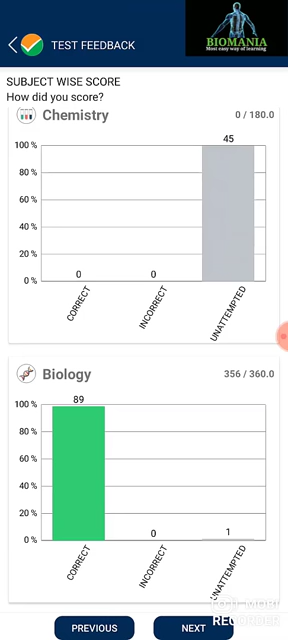 TEST FEEDBACK
BIOMANIA
Most easy way of learning
SUBJECT WISE SCORE
How did you score?
Chemistry
0 / 180.0
100 %
80 %
60 %
40 %
20 %
0 %
0
0
45
CORRECT
INCORRECT
UNATTEMPTED
Biology
356 / 360.0
100 %
80 %
60 %
40 %
20 %
0 %
89
0
1
CORRECT
INCORRECT
UNATTEMPTED
RECORDER
PREVIOUS
NEXT